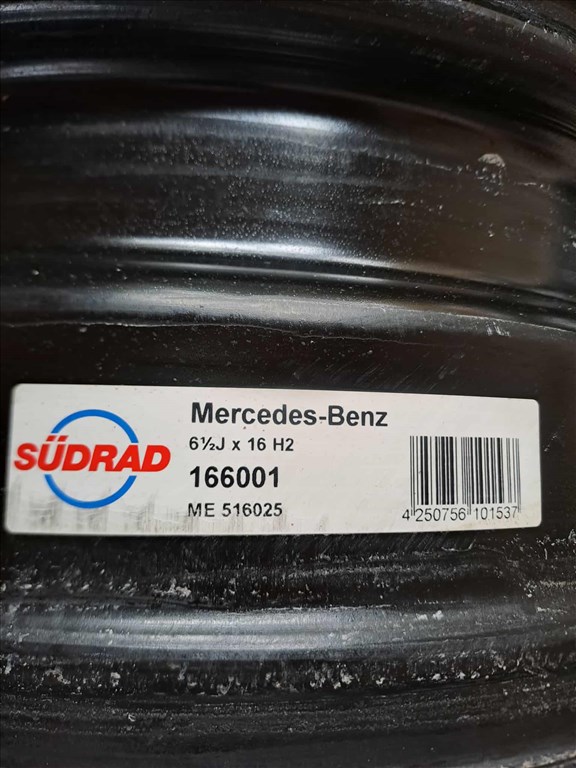 SÜDRAD
Mercedes-Benz
6½J x 16 H2
166001
ME 516025
4 250756 101537